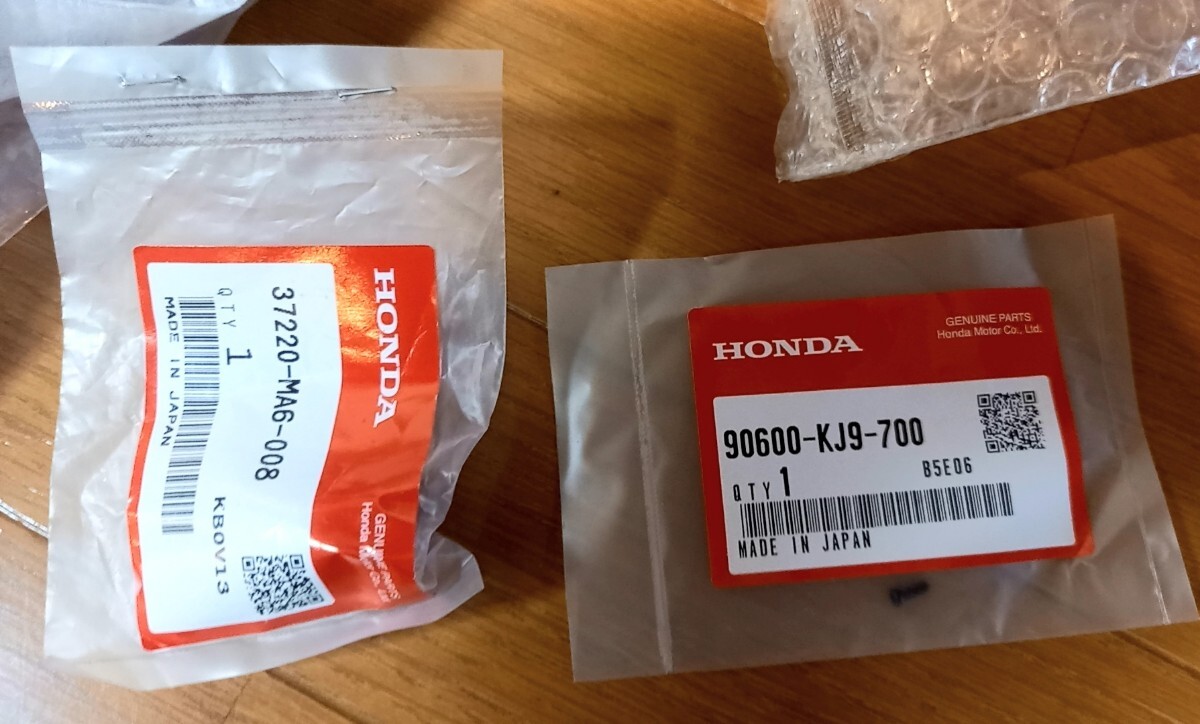 HONDA
GENUINE PARTS
Honda Motor Co., Ltd.
37220-MA6-008
QTY 1
KB0V13
MADE IN JAPAN
HONDA
GENUINE PARTS
Honda Motor Co., Ltd.
90600-KJ9-700
B5E06
QTY 1
MADE IN JAPAN